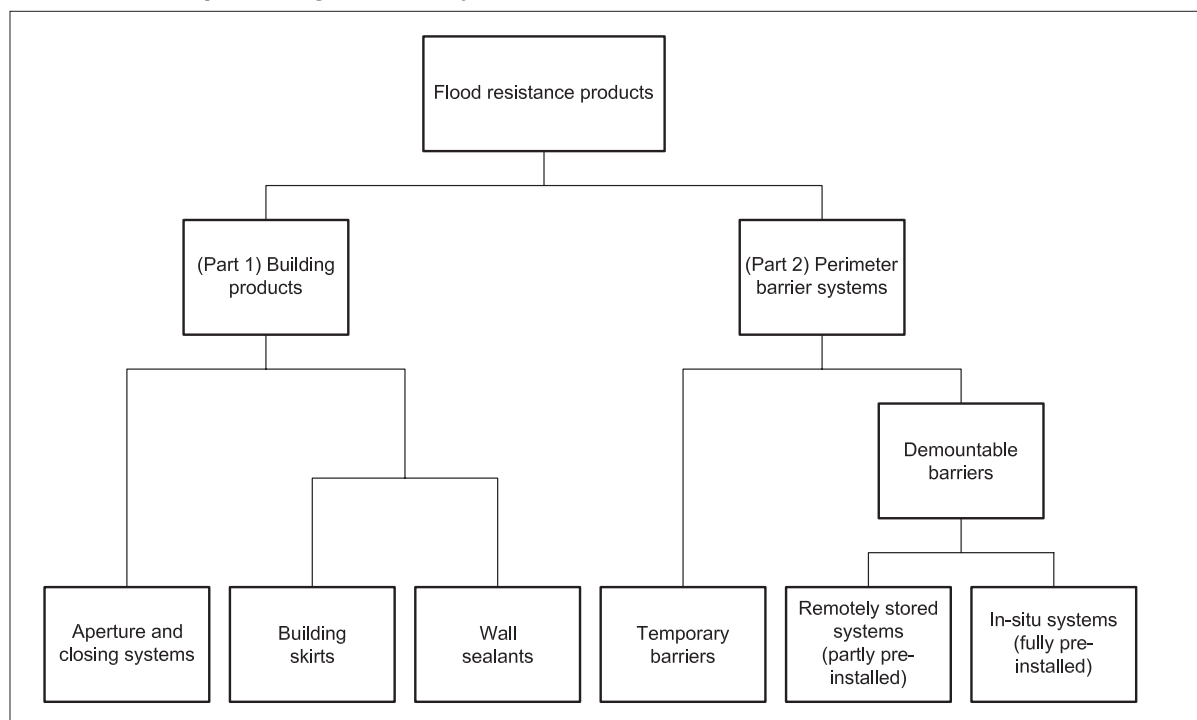 Flood resistance products
(Part 1) Building
products
(Part 2) Perimeter
barrier systems
Demountable
barriers
Aperture and
closing systems
Building
skirts
Wall
sealants
Temporary
barriers
Remotely stored
systems
(partly pre-
installed)
In-situ systems
(fully pre-
installed)